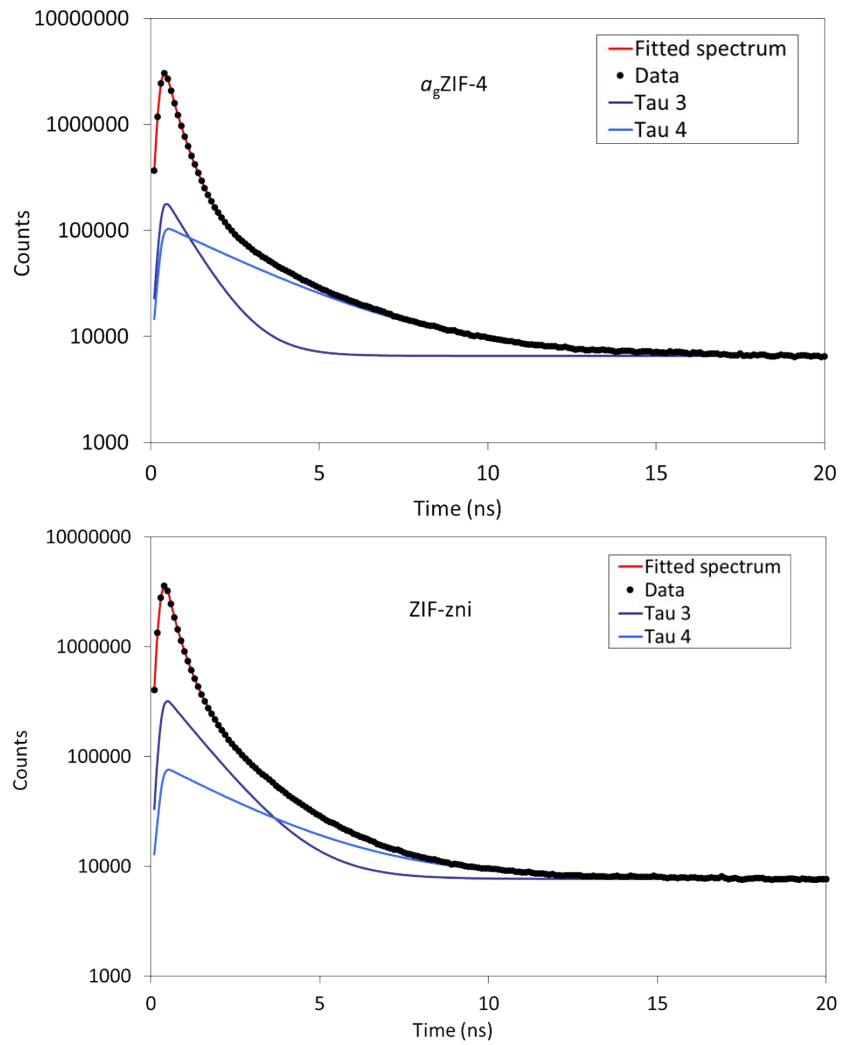 10000000
1000000
100000
10000
1000
Counts
agZIF-4
Fitted spectrum
Data
Tau 3
Tau 4
0
5
10
15
20
Time (ns)
10000000
1000000
100000
10000
1000
Counts
ZIF-zni
Fitted spectrum
Data
Tau 3
Tau 4
0
5
10
15
20
Time (ns)